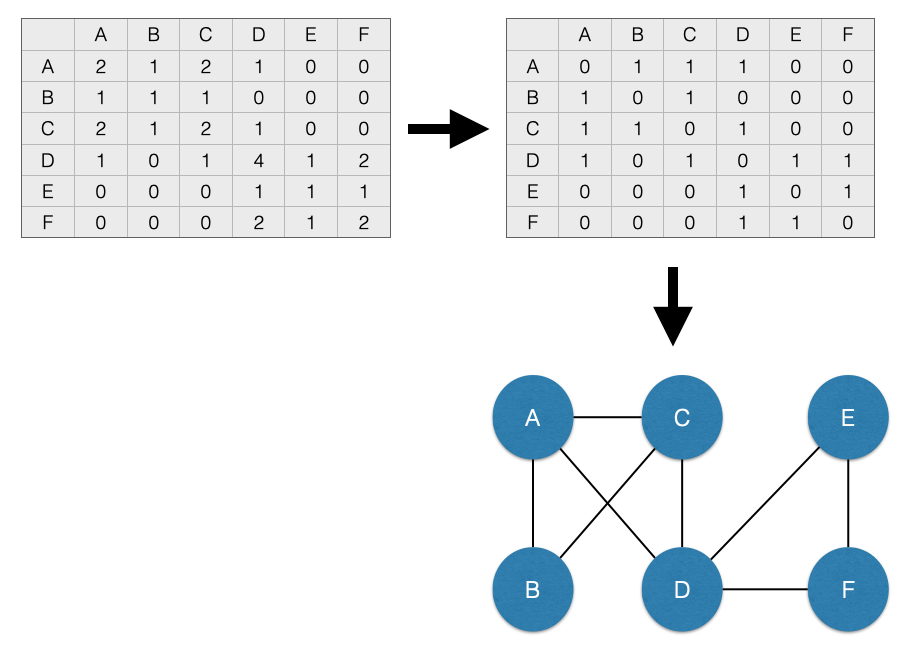 A B C D E F
A 2 1 2 1 0 0
B 1 1 1 0 0 0
C 2 1 2 1 0 0
D 1 0 1 4 1 2
E 0 0 0 1 1 1
F 0 0 0 2 1 2
A B C D E F
A 0 1 1 1 0 0
B 1 0 1 0 0 0
C 1 1 0 1 0 0
D 1 0 1 0 1 1
E 0 0 0 1 0 1
F 0 0 0 1 1 0
A C E
B D F